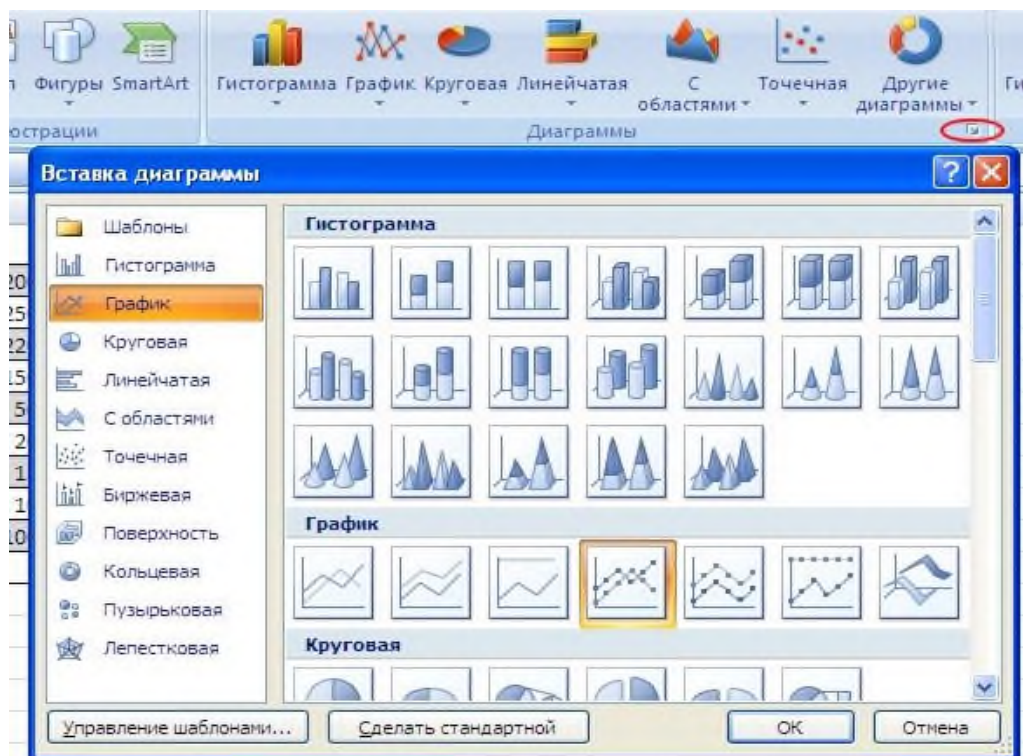 Фигуры SmartArt Гистограмма График Круговая Линейчатая С областями Точечная Другие диаграммы
Диаграммы
Вставка диаграммы
Шаблоны
Гистограмма
График
Круговая
Линейчатая
С областями
Точечная
Биржевая
Поверхность
Кольцевая
Пузырьковая
Лепестковая
Гистограмма
График
Круговая
Управление шаблонами...
Сделать стандартной
ОК
Отмена